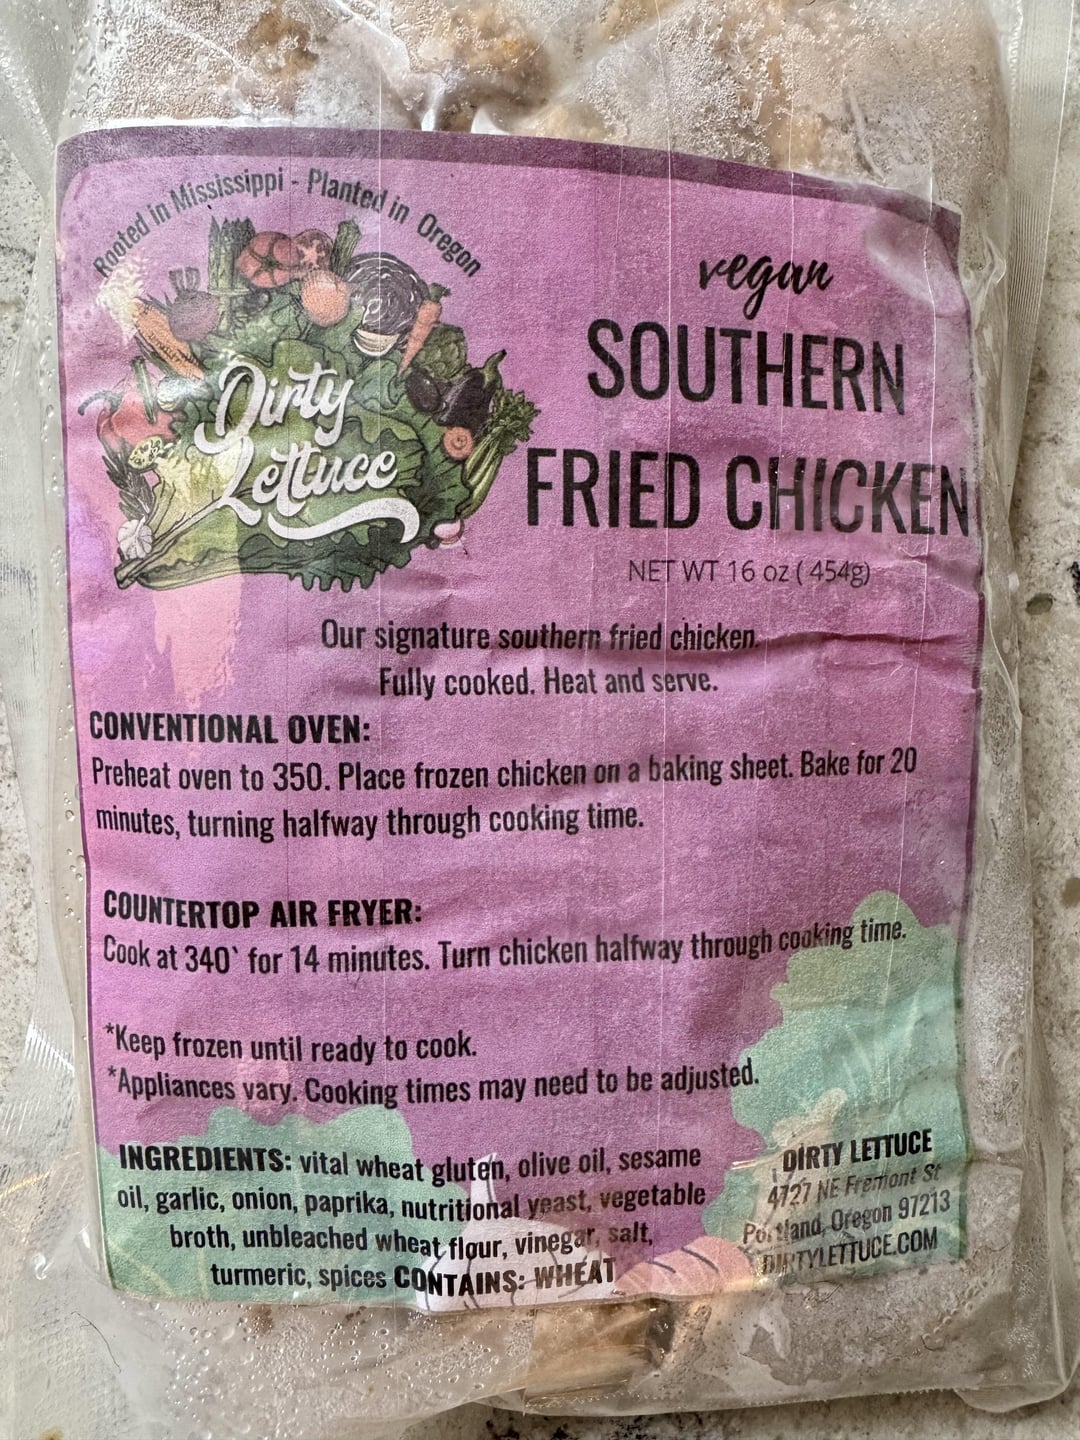 Rooted in Mississippi - Planted in Oregon
Dirty
Lettuce
vegan
SOUTHERN
FRIED CHICKEN
NET WT 16 oz ( 454g)
Our signature southern fried chicken.
Fully cooked. Heat and serve.
CONVENTIONAL OVEN:
Preheat oven to 350. Place frozen chicken on a baking sheet. Bake for 20
minutes, turning halfway through cooking time.
COUNTERTOP AIR FRYER:
Cook at 340` for 14 minutes. Turn chicken halfway through cooking time.
*Keep frozen until ready to cook.
*Appliances vary. Cooking times may need to be adjusted.
INGREDIENTS: vital wheat gluten, olive oil, sesame
oil, garlic, onion, paprika, nutritional yeast, vegetable
broth, unbleached wheat flour, vinegar, salt,
turmeric, spices CONTAINS: WHEAT
DIRTY LETTUCE
4727 NE Fremont St
Portland, Oregon 97213
DIRTYLETTUCE.COM